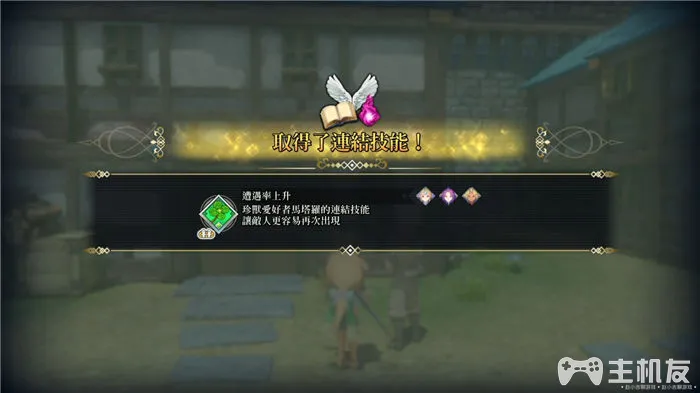 取得了連結技能！
遭遇率上升
珍獸愛好者馬塔羅的連結技能
讓敵人更容易再次出現
主机友